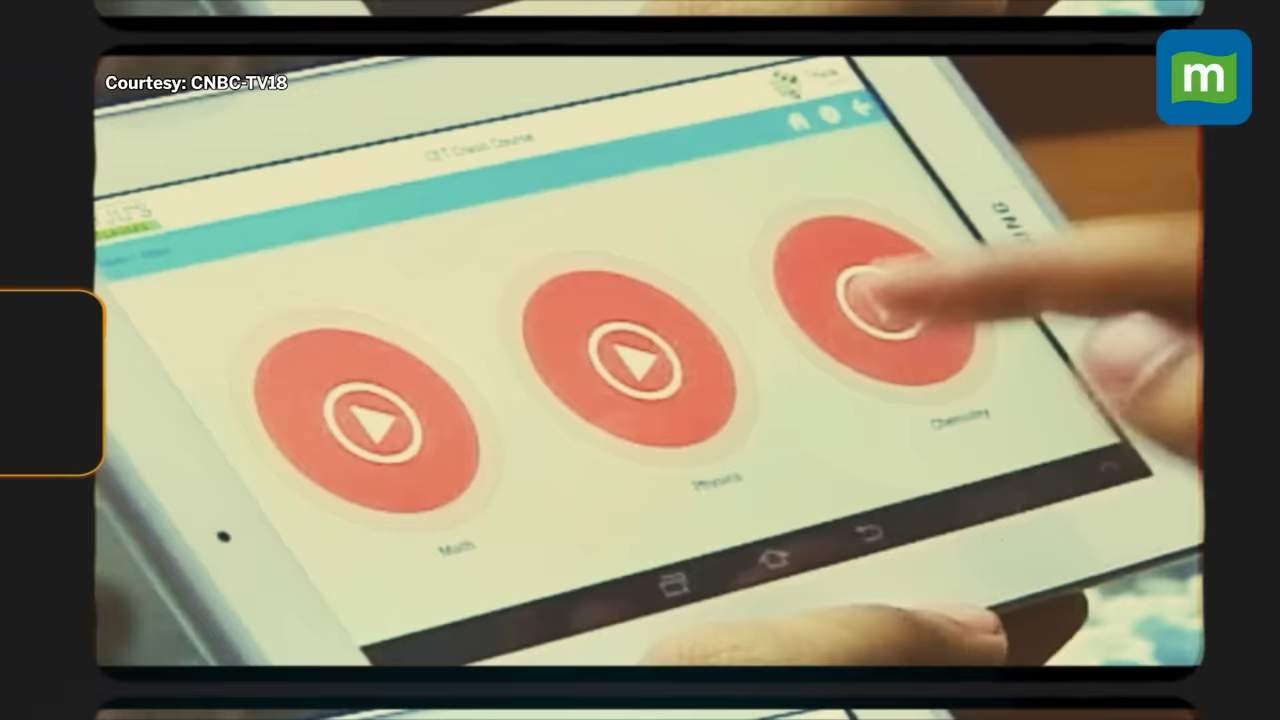 Courtesy: CNBC-TV18
m
CET Crash Course
Math
Physics
Chemistry